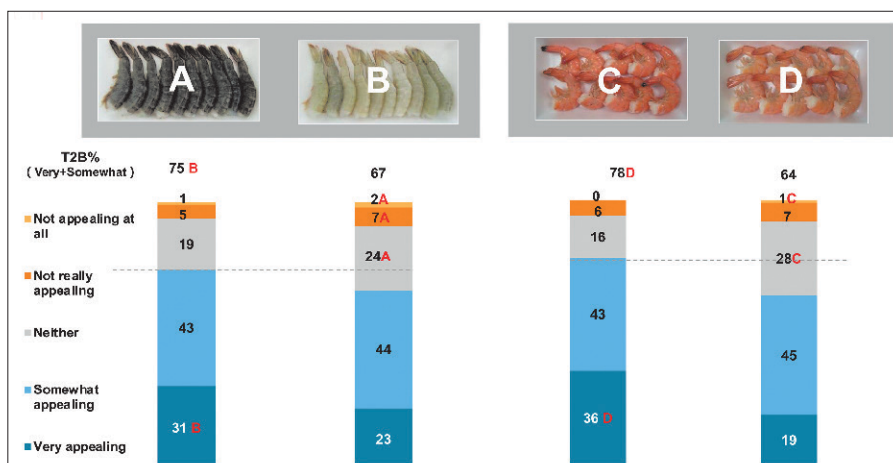 A B C D
T2B%
( Very+Somewhat )
75 B 67 78D 64
1 2A 0 1C
5 7A 6 7
19 24A 16 28C
43 44 43 45
31 B 23 36 D 19
Not appealing at
all
Not really
appealing
Neither
Somewhat
appealing
Very appealing